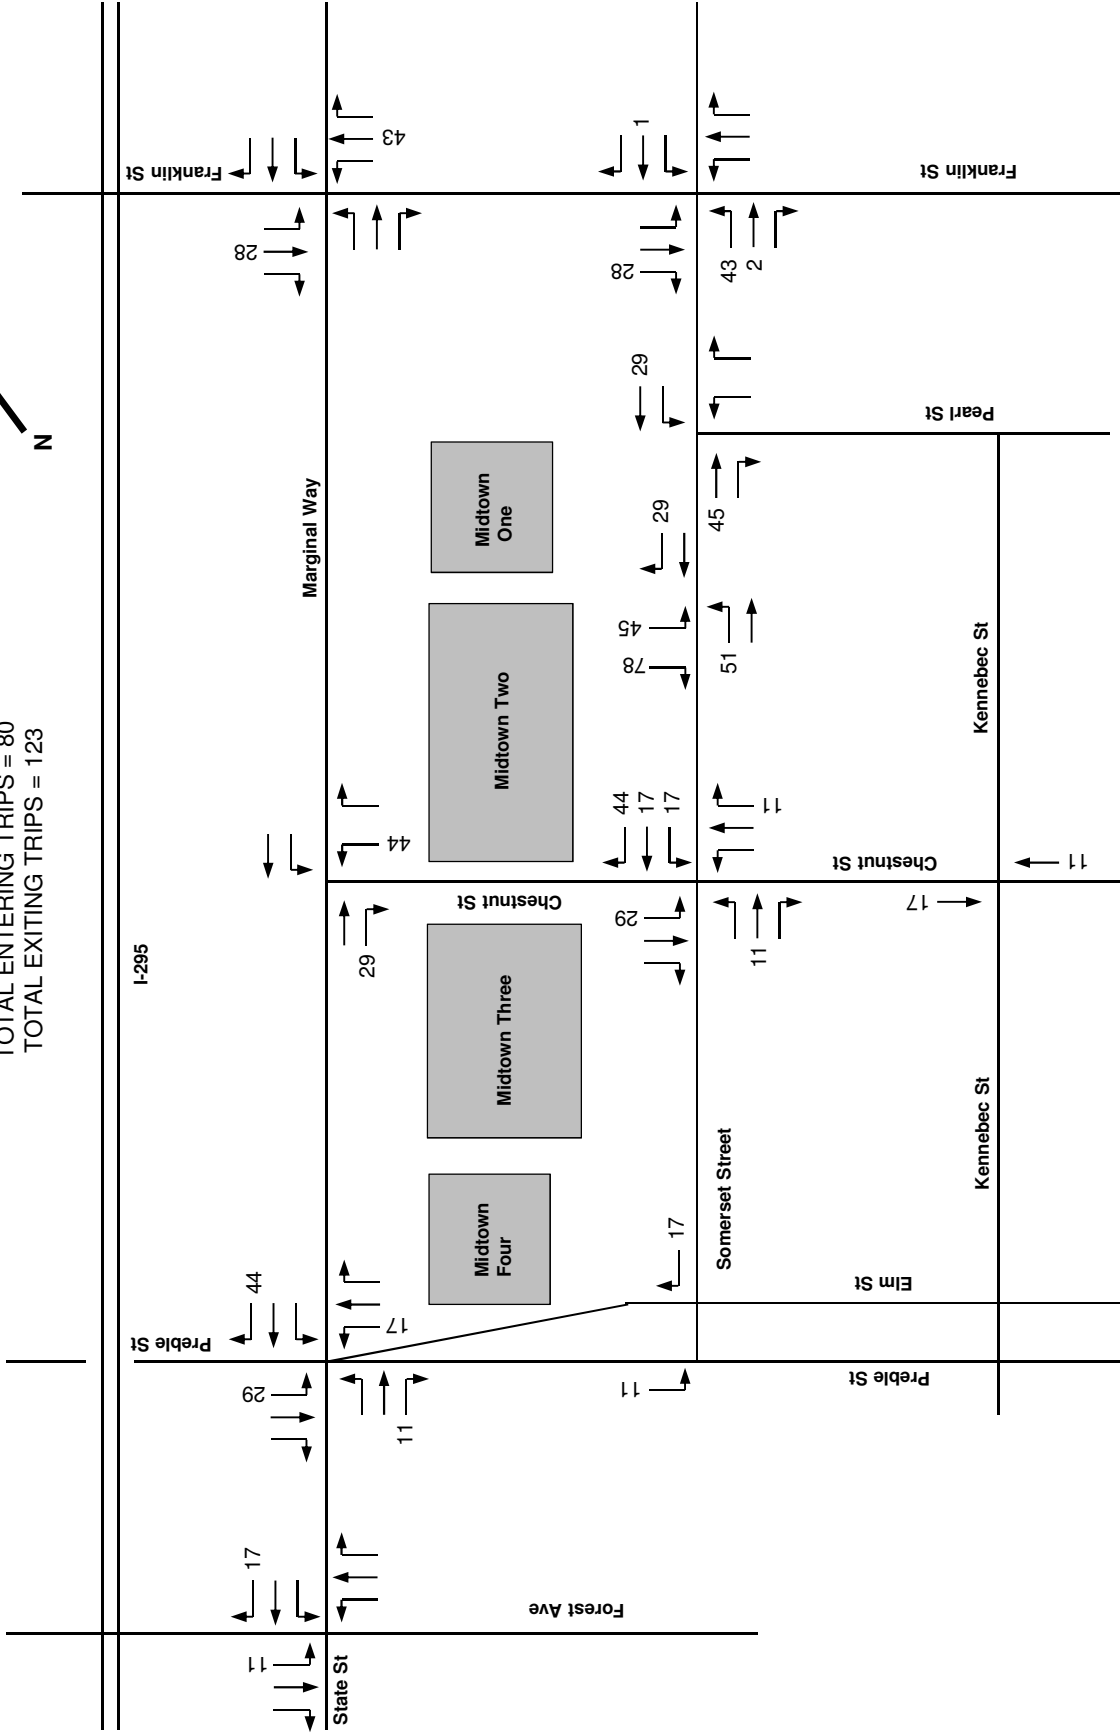 TOTAL ENTERING TRIPS = 80
TOTAL EXITING TRIPS = 123
N
I-295
Franklin St
43
28
Marginal Way
1
28
43
2
Franklin St
29
Pearl St
45
Midtown
One
29
45
78
51
Midtown Two
Kennebec St
44
44
17
17
11
Chestnut St
11
17
Chestnut St
29
29
11
Midtown Three
Somerset Street
Kennebec St
Midtown
Four
17
Elm St
44
17
Preble St
29
11
11
Preble St
17
Forest Ave
11
State St